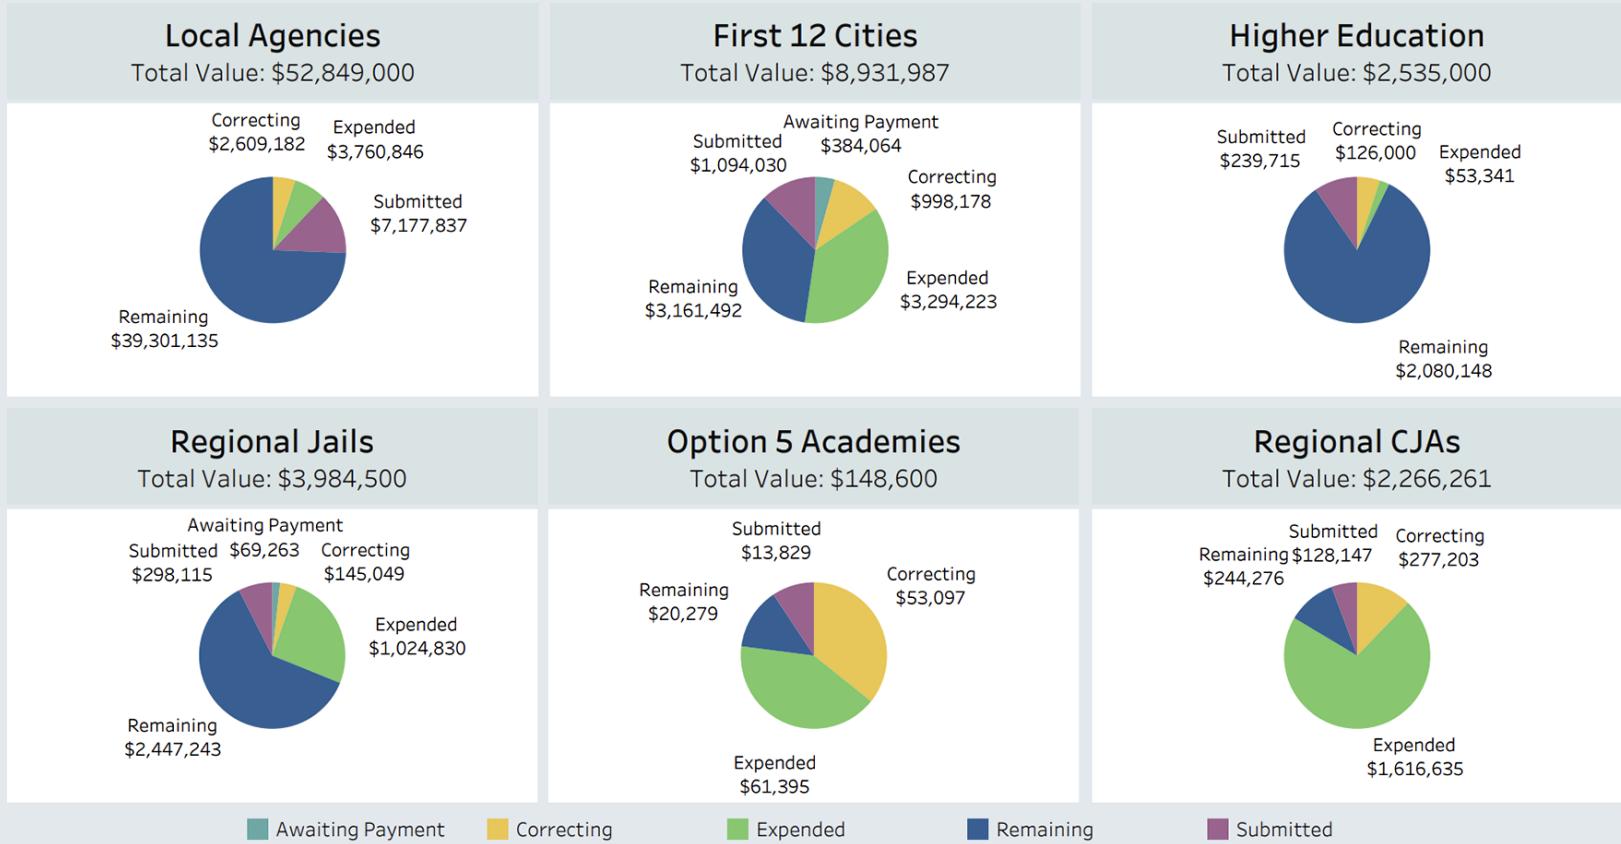 Local Agencies
Total Value: $52,849,000
Correcting
$2,609,182
Expended
$3,760,846
Submitted
$7,177,837
Remaining
$39,301,135
First 12 Cities
Total Value: $8,931,987
Awaiting Payment
$384,064
Submitted
$1,094,030
Correcting
$998,178
Expended
$3,294,223
Remaining
$3,161,492
Higher Education
Total Value: $2,535,000
Submitted
$239,715
Correcting
$126,000
Expended
$53,341
Remaining
$2,080,148
Regional Jails
Total Value: $3,984,500
Awaiting Payment
$69,263
Submitted
$298,115
Correcting
$145,049
Expended
$1,024,830
Remaining
$2,447,243
Option 5 Academies
Total Value: $148,600
Submitted
$13,829
Correcting
$53,097
Remaining
$20,279
Expended
$61,395
Regional CJAs
Total Value: $2,266,261
Submitted
$128,147
Correcting
$277,203
Remaining
$244,276
Expended
$1,616,635
Awaiting Payment
Correcting
Expended
Remaining
Submitted